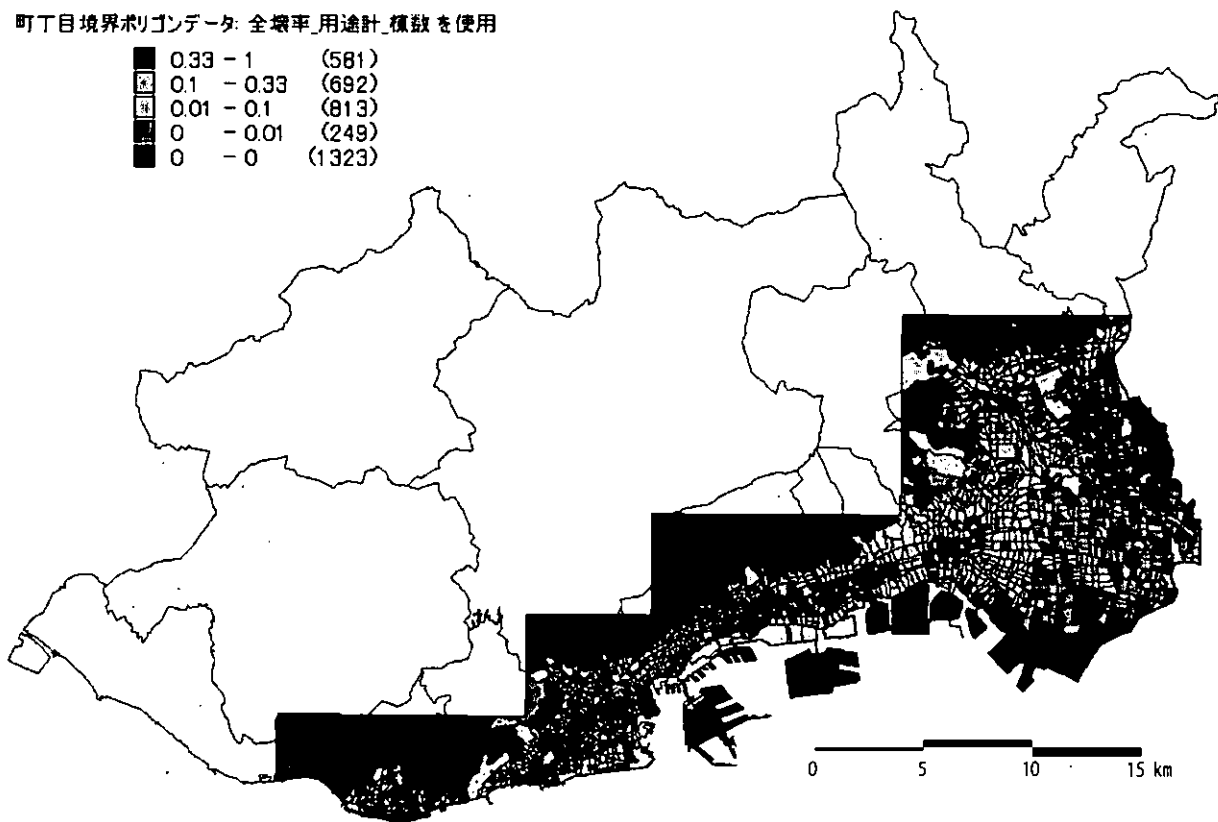 町丁目境界ポリゴンデータ: 全壊率_用途計_棟数 を使用
0.33 - 1 (581)
0.1 - 0.33 (692)
0.01 - 0.1 (813)
0 - 0.01 (249)
0 - 0 (1323)
0 5 10 15 km